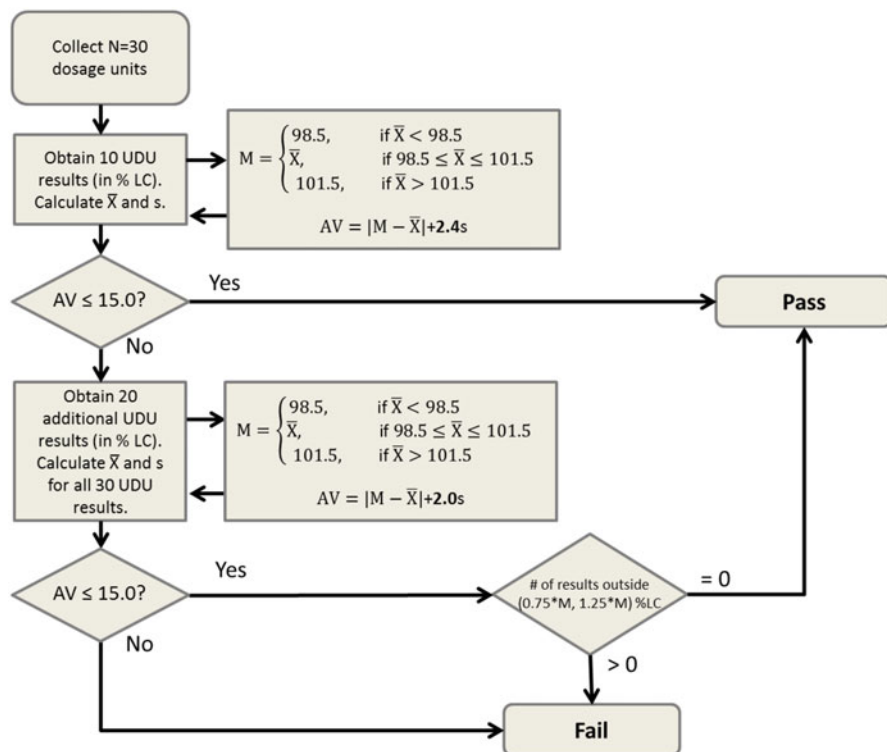 Collect N=30
dosage units
Obtain 10 UDU
results (in % LC).
Calculate X̅ and s.
M = { 98.5, if X̅ < 98.5
X̅, if 98.5 ≤ X̅ ≤ 101.5
101.5, if X̅ > 101.5
AV = |M − X̅|+2.4s
AV ≤ 15.0?
Yes
Pass
No
Obtain 20
additional UDU
results (in % LC).
Calculate X̅ and s
for all 30 UDU
results.
M = { 98.5, if X̅ < 98.5
X̅, if 98.5 ≤ X̅ ≤ 101.5
101.5, if X̅ > 101.5
AV = |M − X̅|+2.0s
AV ≤ 15.0?
Yes
# of results outside
(0.75*M, 1.25*M) %LC
= 0
No
> 0
Fail